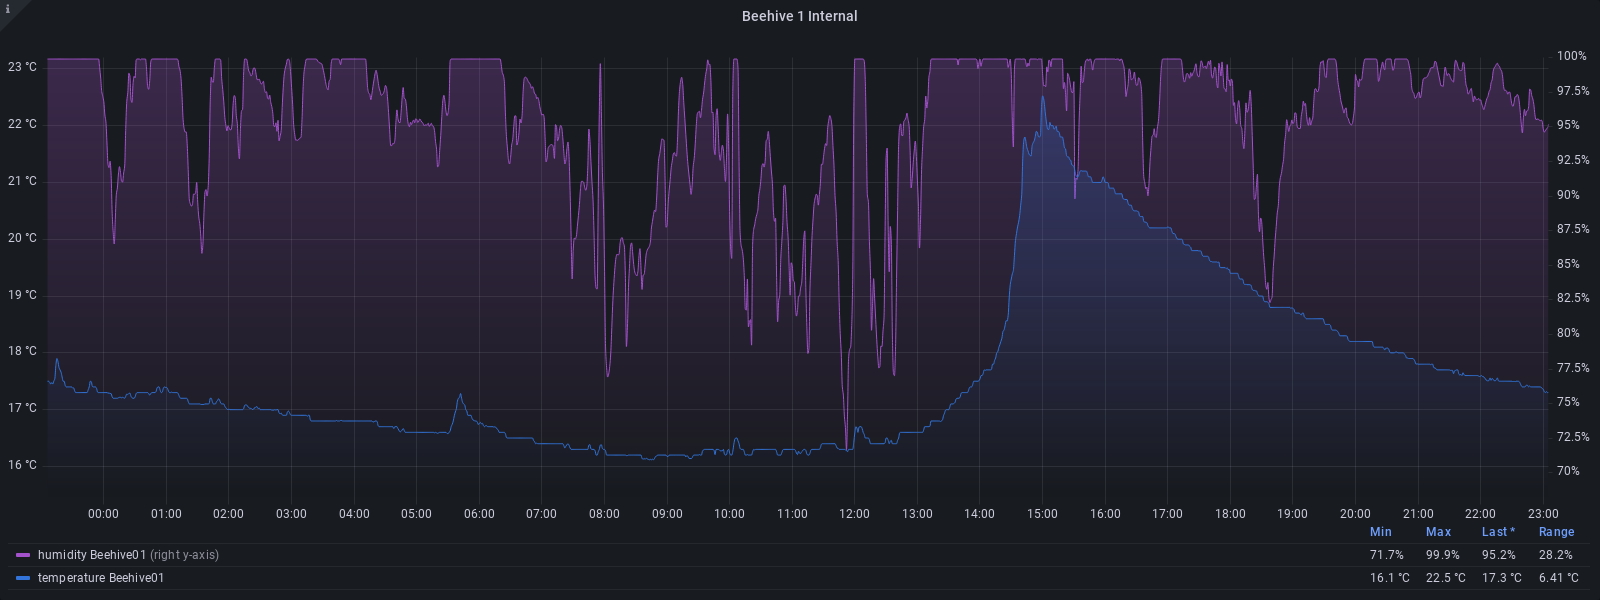 i
Beehive 1 Internal
23 °C
22 °C
21 °C
20 °C
19 °C
18 °C
17 °C
16 °C
100%
97.5%
95%
92.5%
90%
87.5%
85%
82.5%
80%
77.5%
75%
72.5%
70%
00:00 01:00 02:00 03:00 04:00 05:00 06:00 07:00 08:00 09:00 10:00 11:00 12:00 13:00 14:00 15:00 16:00 17:00 18:00 19:00 20:00 21:00 22:00 23:00
Min Max Last * Range
humidity Beehive01 (right y-axis) 71.7% 99.9% 95.2% 28.2%
temperature Beehive01 16.1 °C 22.5 °C 17.3 °C 6.41 °C